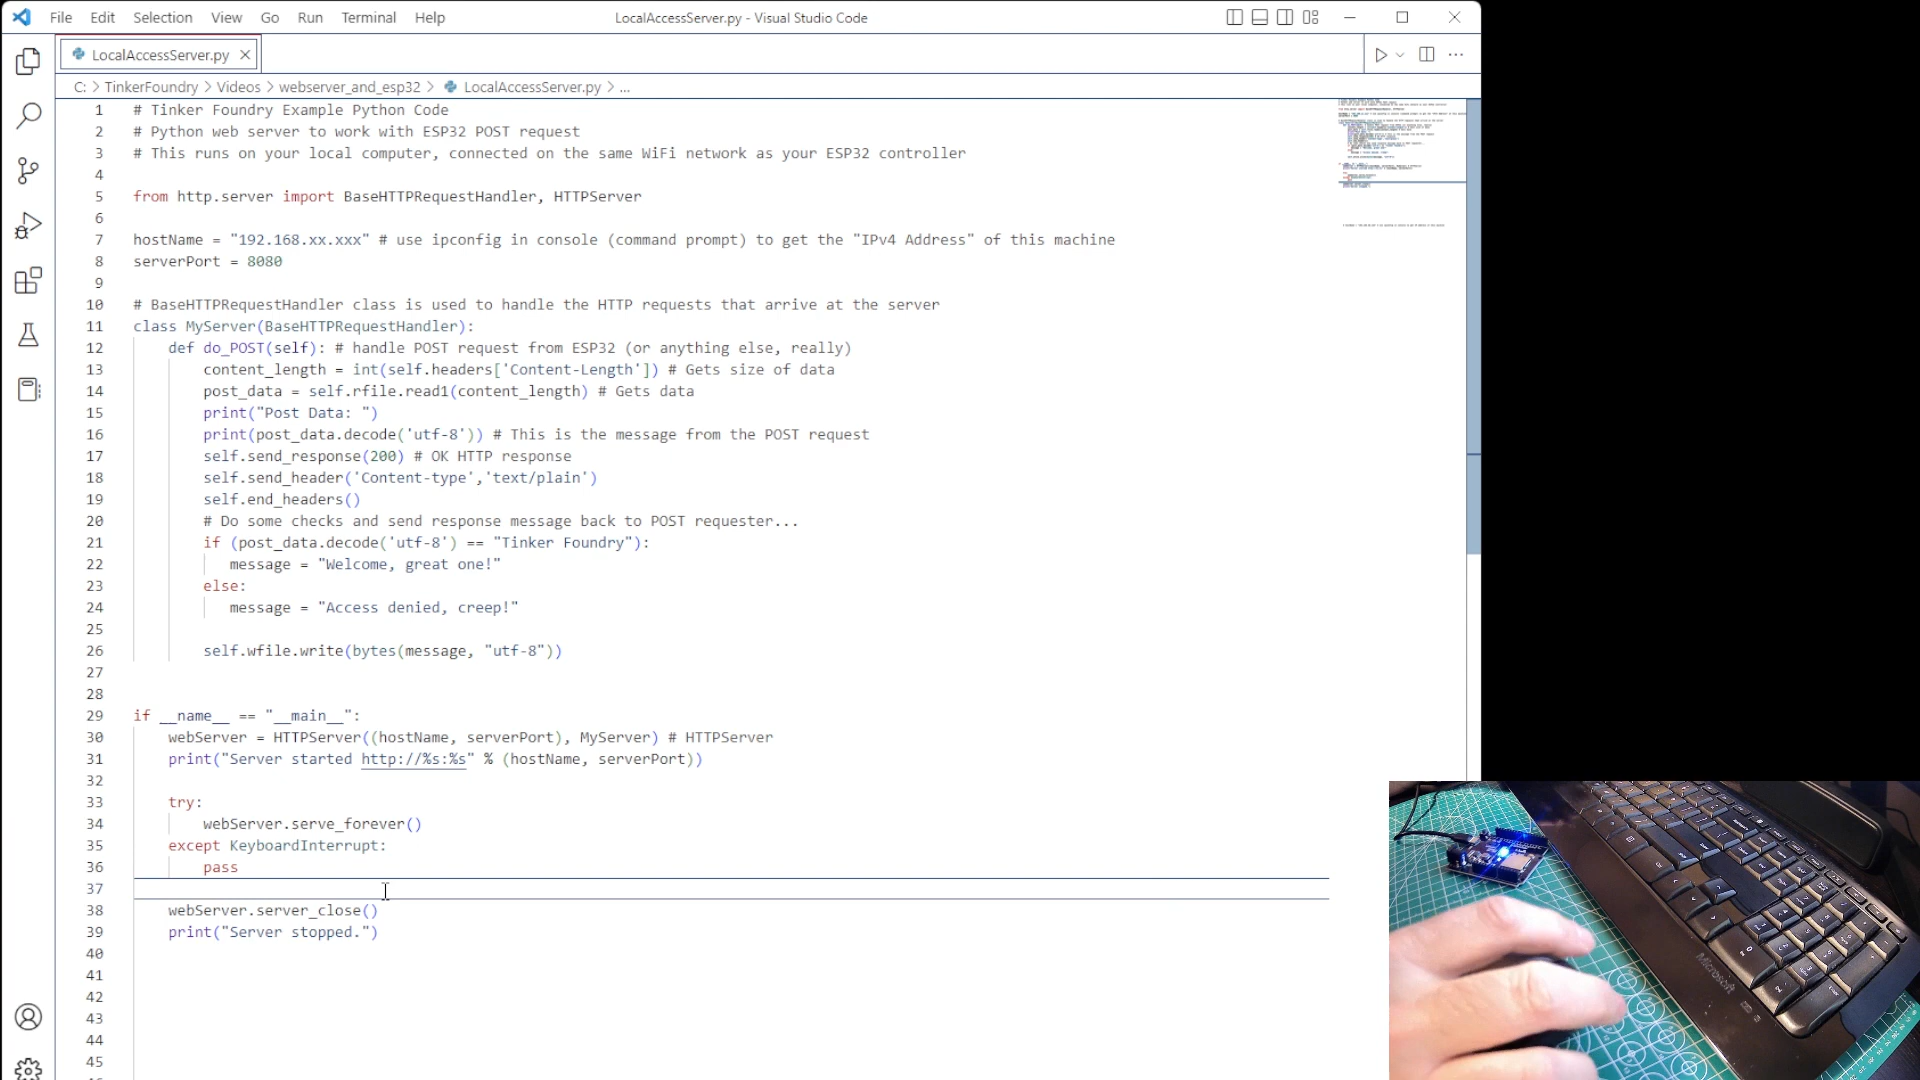 File Edit Selection View Go Run Terminal Help
LocalAccessServer.py - Visual Studio Code
LocalAccessServer.py
C: > TinkerFoundry > Videos > webserver_and_esp32 > LocalAccessServer.py > ...
1 # Tinker Foundry Example Python Code
2 # Python web server to work with ESP32 POST request
3 # This runs on your local computer, connected on the same WiFi network as your ESP32 controller
4
5 from http.server import BaseHTTPRequestHandler, HTTPServer
6
7 hostName = "192.168.xx.xxx" # use ipconfig in console (command prompt) to get the "IPv4 Address" of this machine
8 serverPort = 8080
9
10 # BaseHTTPRequestHandler class is used to handle the HTTP requests that arrive at the server
11 class MyServer(BaseHTTPRequestHandler):
12 def do_POST(self): # handle POST request from ESP32 (or anything else, really)
13 content_length = int(self.headers['Content-Length']) # Gets size of data
14 post_data = self.rfile.read1(content_length) # Gets data
15 print("Post Data: ")
16 print(post_data.decode('utf-8')) # This is the message from the POST request
17 self.send_response(200) # OK HTTP response
18 self.send_header('Content-type','text/plain')
19 self.end_headers()
20 # Do some checks and send response message back to POST requester...
21 if (post_data.decode('utf-8') == "Tinker Foundry"):
22 message = "Welcome, great one!"
23 else:
24 message = "Access denied, creep!"
25
26 self.wfile.write(bytes(message, "utf-8"))
27
28
29 if __name__ == "__main__":
30 webServer = HTTPServer((hostName, serverPort), MyServer) # HTTPServer
31 print("Server started http://%s:%s" % (hostName, serverPort))
32
33 try:
34 webServer.serve_forever()
35 except KeyboardInterrupt:
36 pass
37
38 webServer.server_close()
39 print("Server stopped.")
40
41
42
43
44
45
Microsoft